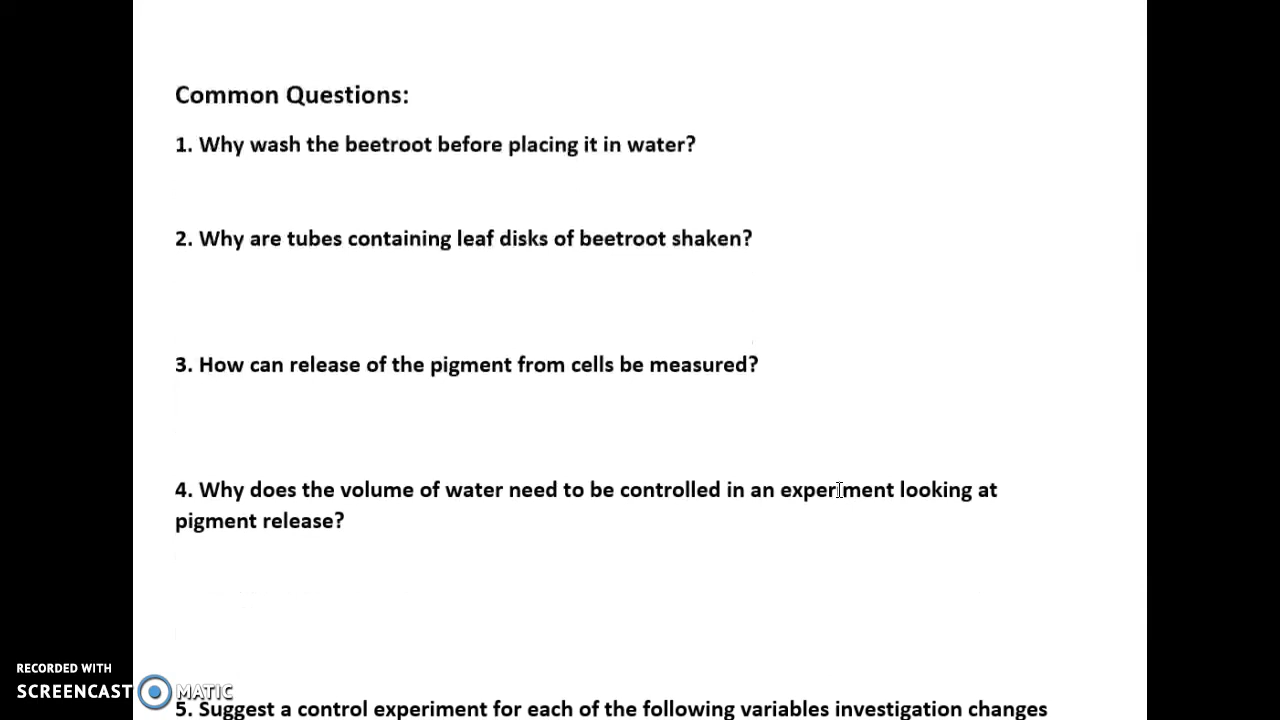 Common Questions:
1. Why wash the beetroot before placing it in water?
2. Why are tubes containing leaf disks of beetroot shaken?
3. How can release of the pigment from cells be measured?
4. Why does the volume of water need to be controlled in an experiment looking at
pigment release?
RECORDED WITH
SCREENCAST MATIC
5. Suggest a control experiment for each of the following variables investigation changes